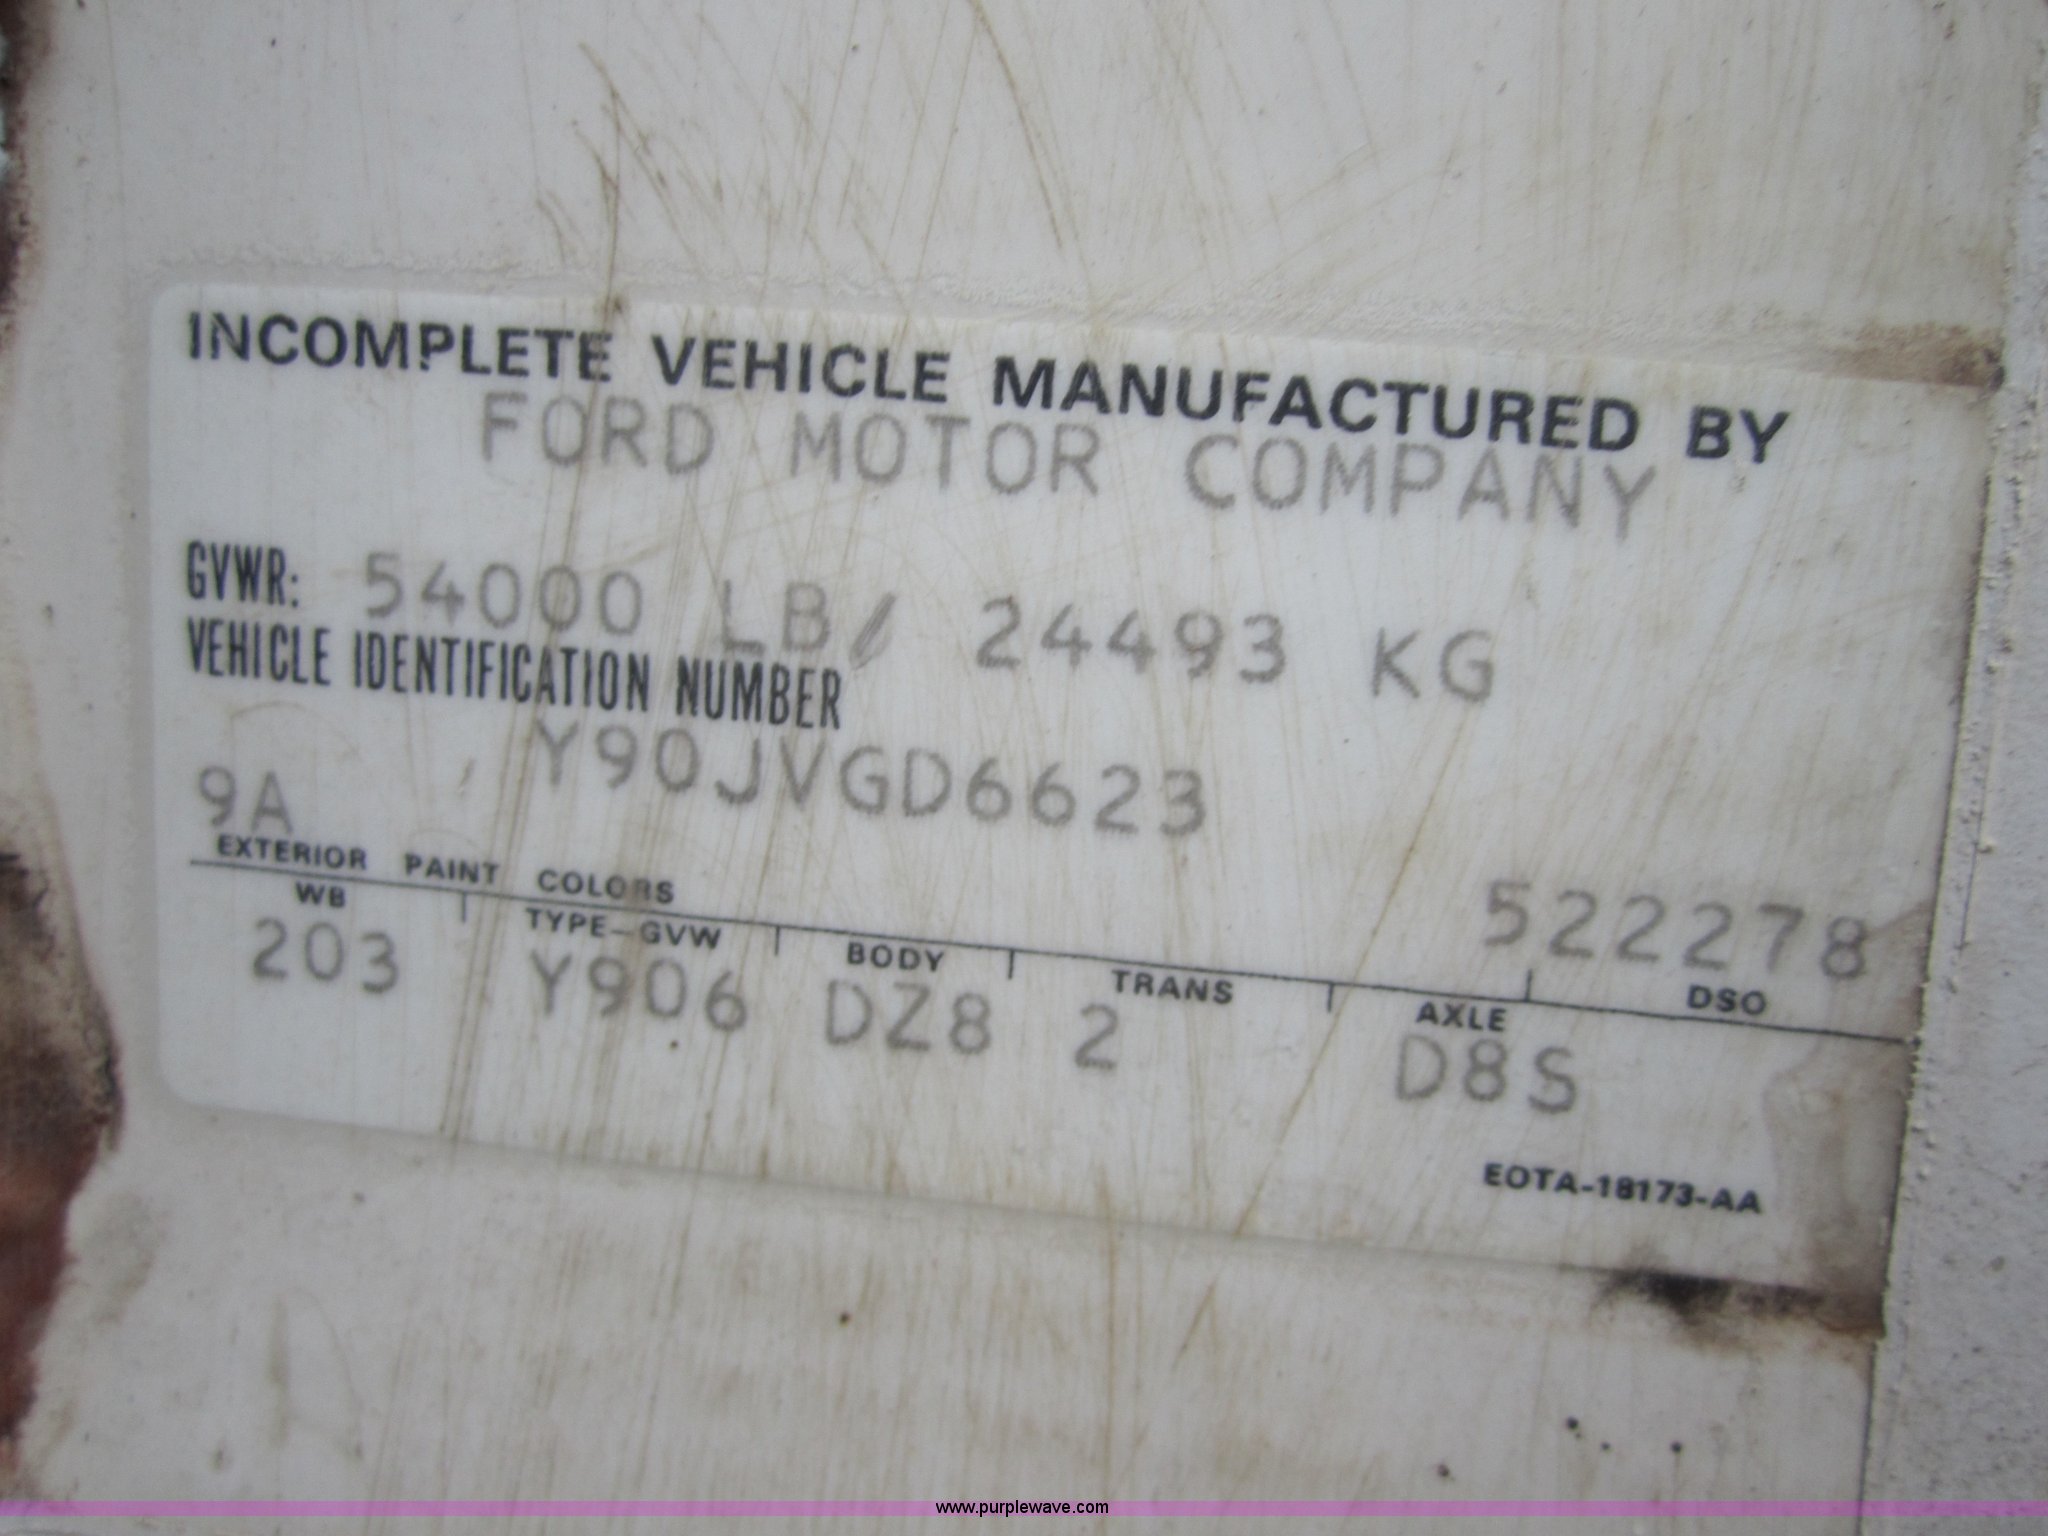 INCOMPLETE VEHICLE MANUFACTURED BY
FORD MOTOR COMPANY
GVWR: 54000 LB/ 24493 KG
VEHICLE IDENTIFICATION NUMBER
Y90JVGD6623
9A
EXTERIOR PAINT COLORS
522278
WB TYPE-GVW BODY TRANS AXLE DSO
203 Y906 DZ8 2 D8S
EOTA-18173-AA
www.purplewave.com